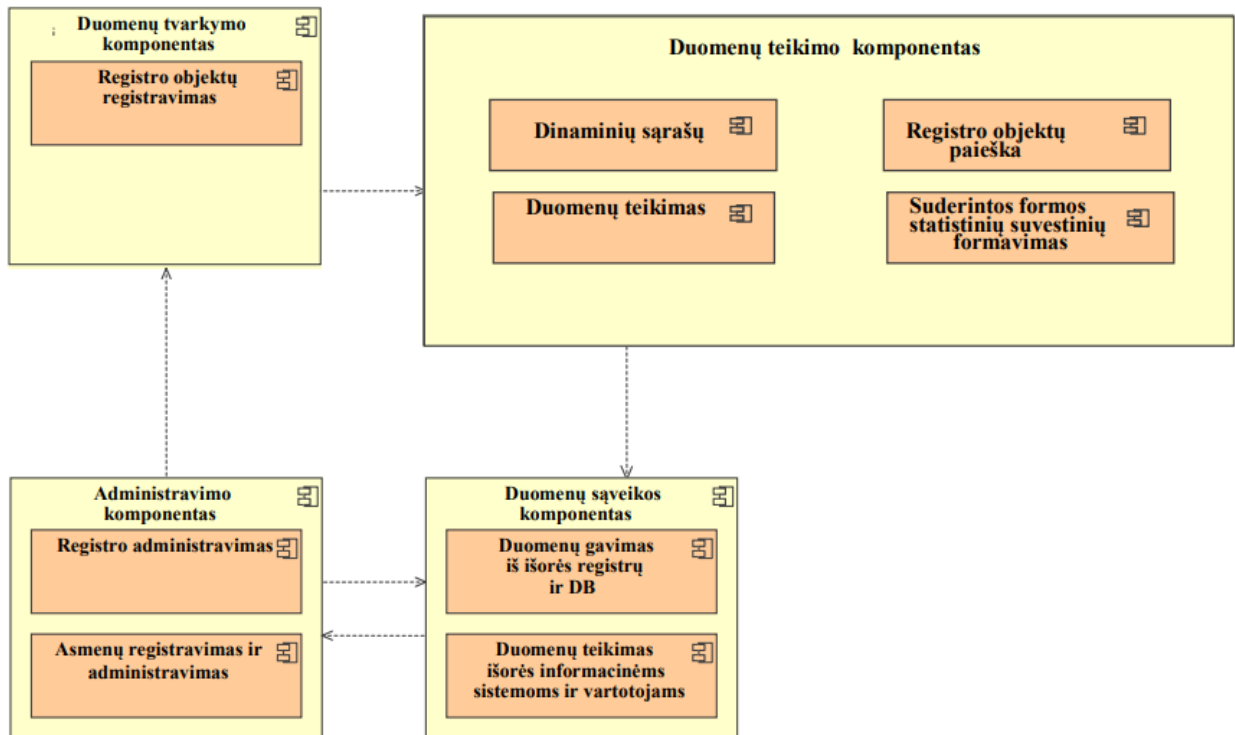 Duomenų tvarkymo
komponentas
Registro objektų
registravimas
Duomenų teikimo komponentas
Dinaminių sąrašų
Registro objektų
paieška
Duomenų teikimas
Suderintos formos
statistinių suvestinių
formavimas
Administravimo
komponentas
Registro administravimas
Asmenų registravimas ir
administravimas
Duomenų sąveikos
komponentas
Duomenų gavimas
iš išorės registrų
ir DB
Duomenų teikimas
išorės informacinėms
sistemoms ir vartotojams